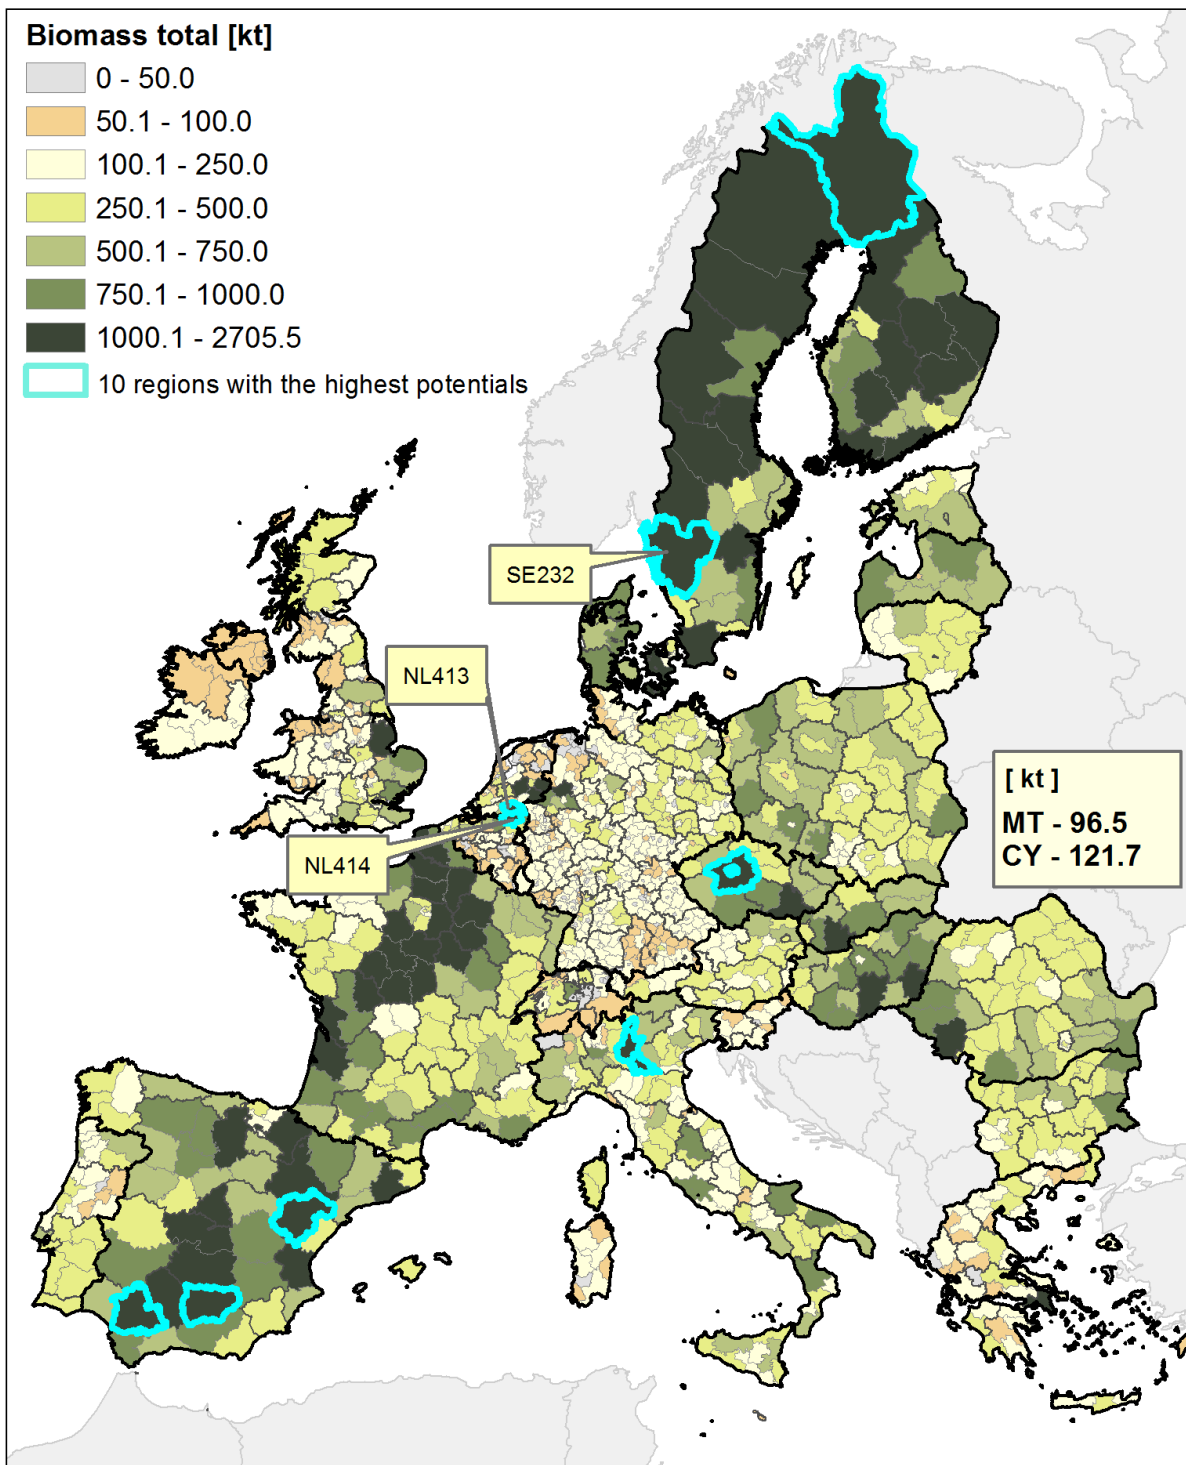 Biomass total [kt]
0 - 50.0
50.1 - 100.0
100.1 - 250.0
250.1 - 500.0
500.1 - 750.0
750.1 - 1000.0
1000.1 - 2705.5
10 regions with the highest potentials
SE232
NL413
NL414
[ kt ]
MT - 96.5
CY - 121.7